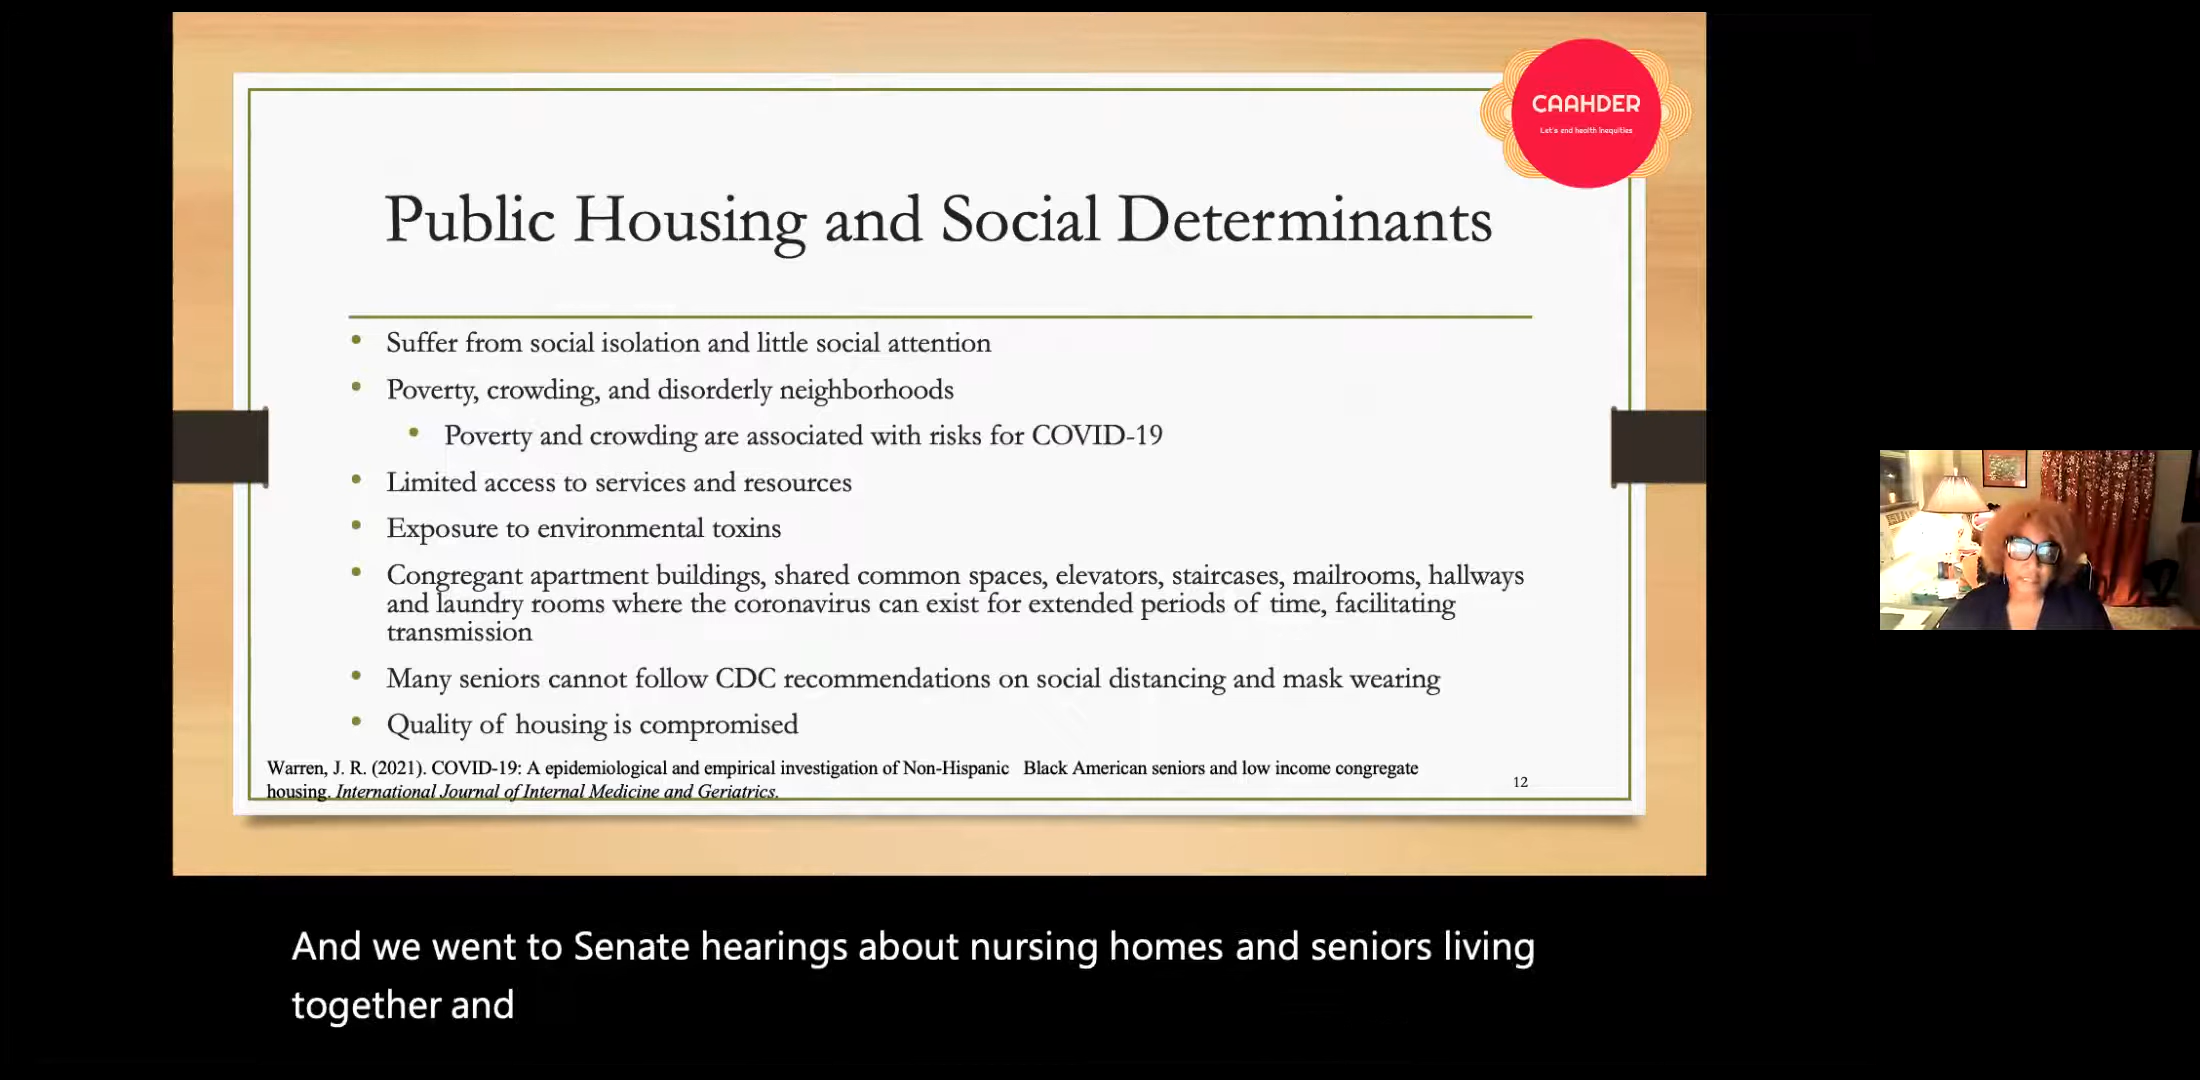 CAAHDER
Let's end health inequities
Public Housing and Social Determinants
• Suffer from social isolation and little social attention
• Poverty, crowding, and disorderly neighborhoods
• Poverty and crowding are associated with risks for COVID-19
• Limited access to services and resources
• Exposure to environmental toxins
• Congregant apartment buildings, shared common spaces, elevators, staircases, mailrooms, hallways
and laundry rooms where the coronavirus can exist for extended periods of time, facilitating
transmission
• Many seniors cannot follow CDC recommendations on social distancing and mask wearing
• Quality of housing is compromised
Warren, J. R. (2021). COVID-19: A epidemiological and empirical investigation of Non-Hispanic Black American seniors and low income congregate
housing. International Journal of Internal Medicine and Geriatrics.
12
And we went to Senate hearings about nursing homes and seniors living
together and